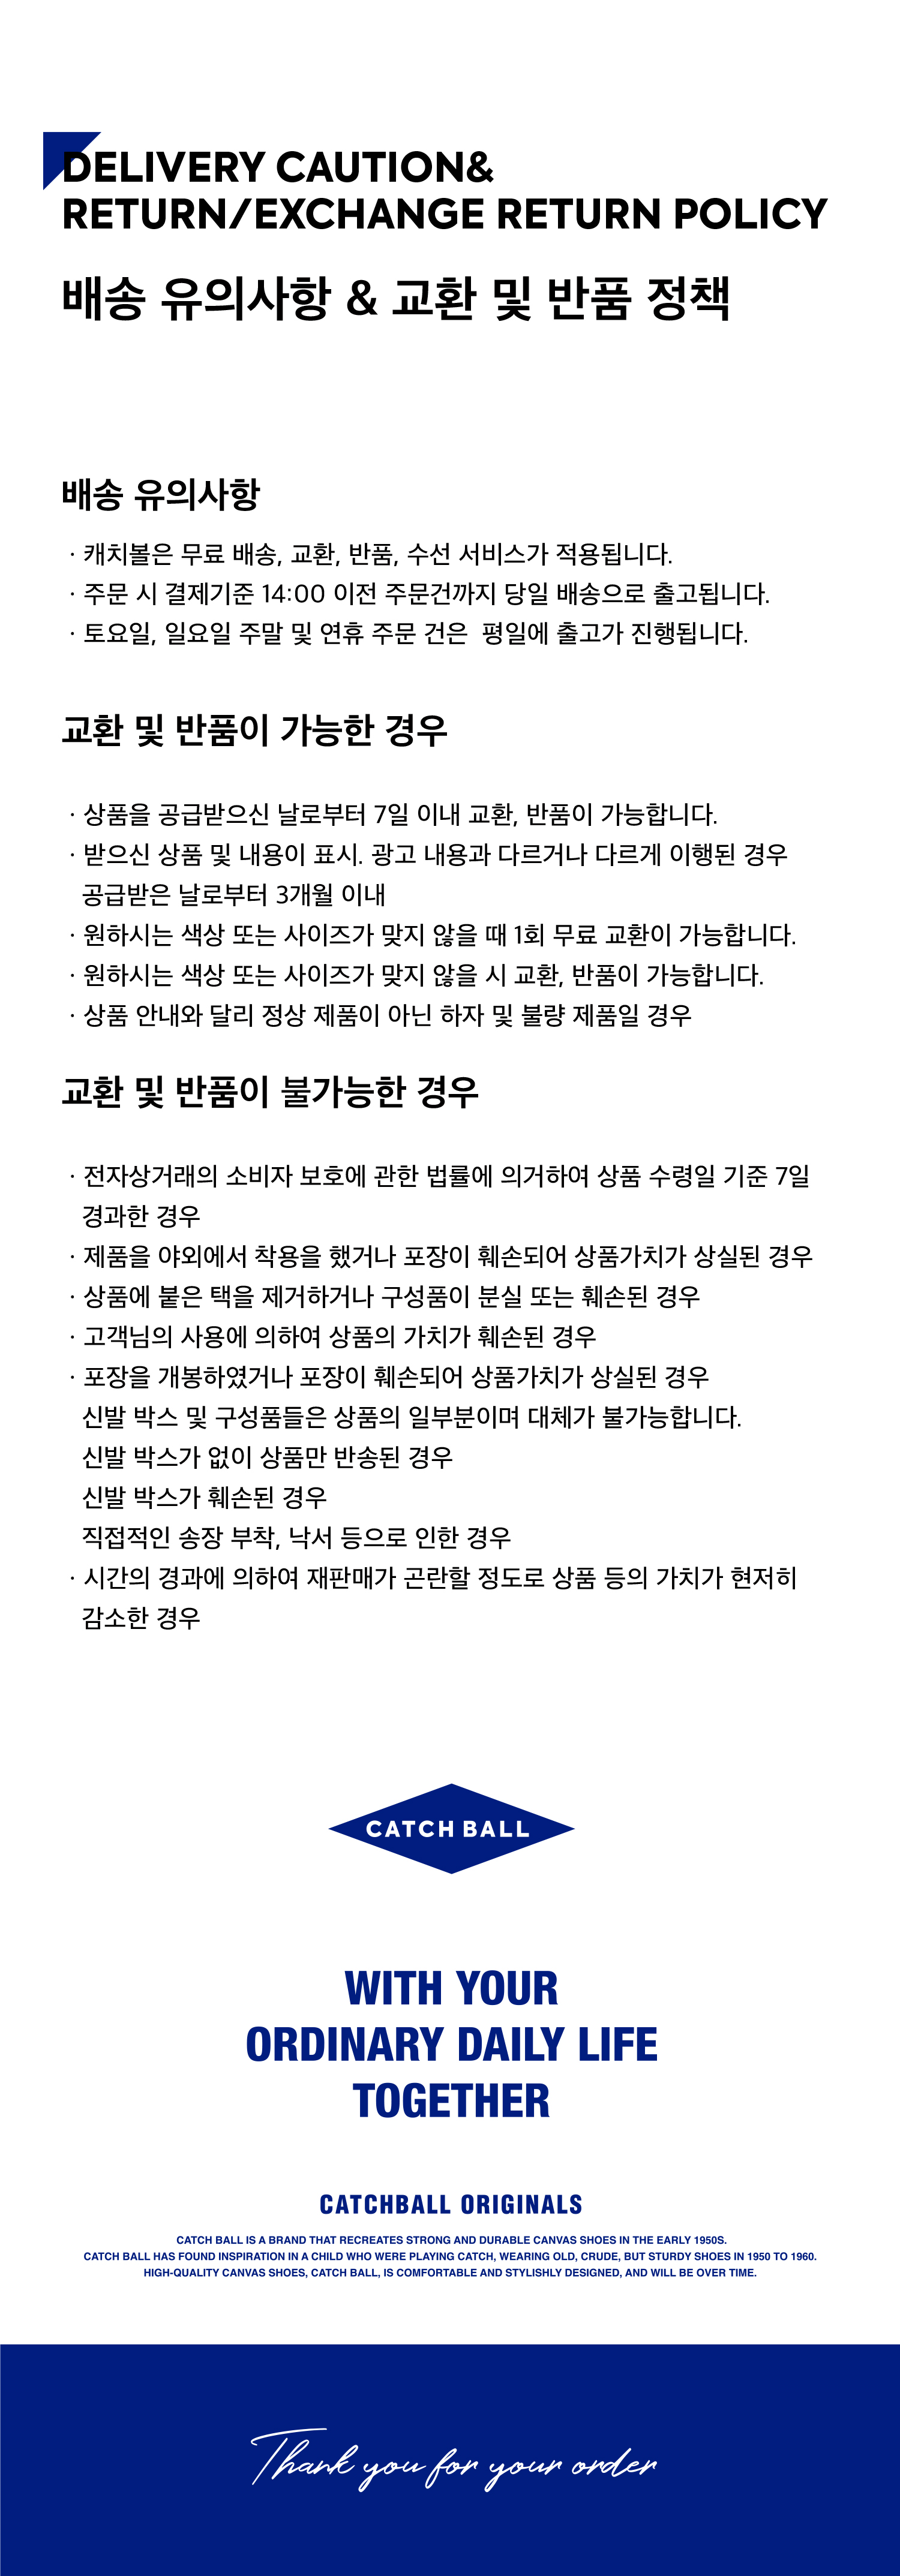 DELIVERY CAUTION&
RETURN/EXCHANGE RETURN POLICY
배송 유의사항 & 교환 및 반품 정책
배송 유의사항
· 캐치볼은 무료 배송, 교환, 반품, 수선 서비스가 적용됩니다.
· 주문 시 결제기준 14:00 이전 주문건까지 당일 배송으로 출고됩니다.
· 토요일, 일요일 주말 및 연휴 주문 건은 평일에 출고가 진행됩니다.
교환 및 반품이 가능한 경우
· 상품을 공급받으신 날로부터 7일 이내 교환, 반품이 가능합니다.
· 받으신 상품 및 내용이 표시. 광고 내용과 다르거나 다르게 이행된 경우
공급받은 날로부터 3개월 이내
· 원하시는 색상 또는 사이즈가 맞지 않을 때 1회 무료 교환이 가능합니다.
· 원하시는 색상 또는 사이즈가 맞지 않을 시 교환, 반품이 가능합니다.
· 상품 안내와 달리 정상 제품이 아닌 하자 및 불량 제품일 경우
교환 및 반품이 불가능한 경우
· 전자상거래의 소비자 보호에 관한 법률에 의거하여 상품 수령일 기준 7일
경과한 경우
· 제품을 야외에서 착용을 했거나 포장이 훼손되어 상품가치가 상실된 경우
· 상품에 붙은 택을 제거하거나 구성품이 분실 또는 훼손된 경우
· 고객님의 사용에 의하여 상품의 가치가 훼손된 경우
· 포장을 개봉하였거나 포장이 훼손되어 상품가치가 상실된 경우
신발 박스 및 구성품들은 상품의 일부분이며 대체가 불가능합니다.
신발 박스가 없이 상품만 반송된 경우
신발 박스가 훼손된 경우
직접적인 송장 부착, 낙서 등으로 인한 경우
· 시간의 경과에 의하여 재판매가 곤란할 정도로 상품 등의 가치가 현저히
감소한 경우
CATCH BALL
WITH YOUR
ORDINARY DAILY LIFE
TOGETHER
CATCHBALL ORIGINALS
CATCH BALL IS A BRAND THAT RECREATES STRONG AND DURABLE CANVAS SHOES IN THE EARLY 1950S.
CATCH BALL HAS FOUND INSPIRATION IN A CHILD WHO WERE PLAYING CATCH, WEARING OLD, CRUDE, BUT STURDY SHOES IN 1950 TO 1960.
HIGH-QUALITY CANVAS SHOES, CATCH BALL, IS COMFORTABLE AND STYLISHLY DESIGNED, AND WILL BE OVER TIME.
Thank you for your order